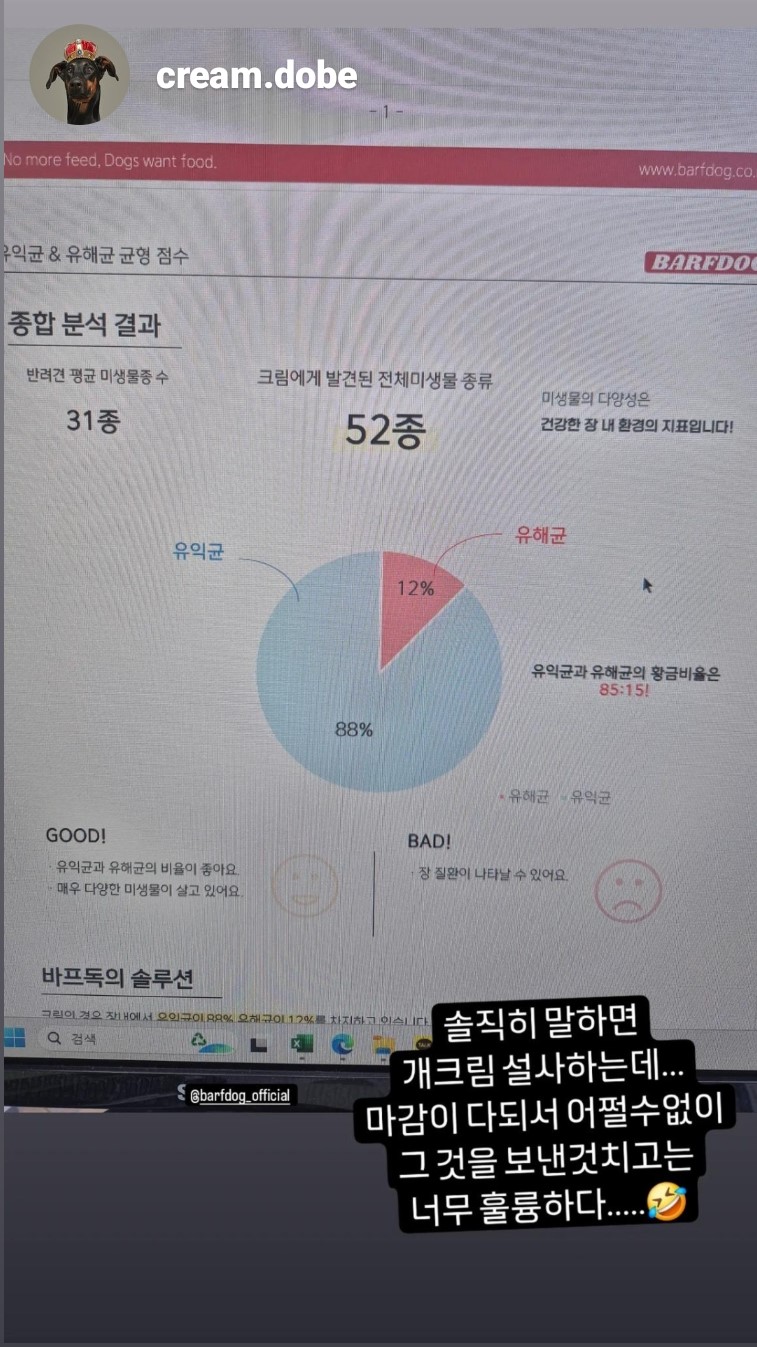 cream.dobe
- 1 -
No more feed, Dogs want food.
www.barfdog.co.
유익균 & 유해균 균형 점수
BARFDOG
종합 분석 결과
반려견 평균 미생물종 수
31종
크림에게 발견된 전체미생물 종류
52종
미생물의 다양성은
건강한 장 내 환경의 지표입니다!
유익균
유해균
12%
88%
유익균과 유해균의 황금비율은
85:15!
• 유해균 • 유익균
GOOD!
· 유익균과 유해균의 비율이 좋아요.
· 매우 다양한 미생물이 살고 있어요.
BAD!
· 장 질환이 나타날 수 있어요.
바프독의 솔루션
크림의 경우 장내에서 유익균이 88% 유해균이 12%를 차지하고 있습니다.
검색
@barfdog_official
솔직히 말하면
개크림 설사하는데...
마감이 다되서 어쩔수없이
그 것을 보낸것치고는
너무 훌륭하다.....🤣